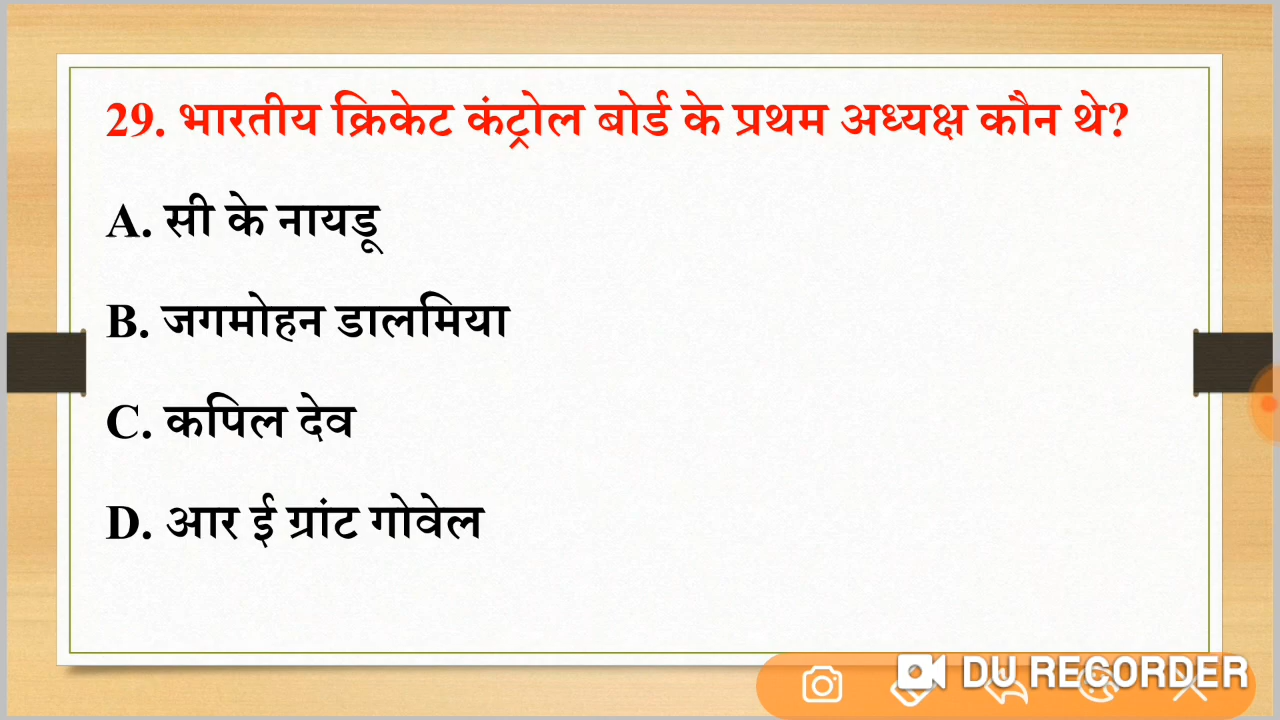 29. भारतीय क्रिकेट कंट्रोल बोर्ड के प्रथम अध्यक्ष कौन थे?
A. सी के नायडू
B. जगमोहन डालमिया
C. कपिल देव
D. आर ई ग्रांट गोवेल
DU RECORDER